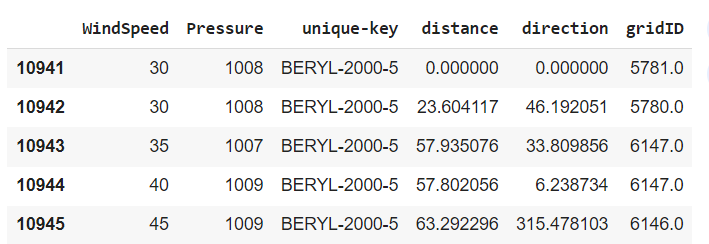 WindSpeed Pressure unique-key distance direction gridID
10941 30 1008 BERYL-2000-5 0.000000 0.000000 5781.0
10942 30 1008 BERYL-2000-5 23.604117 46.192051 5780.0
10943 35 1007 BERYL-2000-5 57.935076 33.809856 6147.0
10944 40 1009 BERYL-2000-5 57.802056 6.238734 6147.0
10945 45 1009 BERYL-2000-5 63.292296 315.478103 6146.0